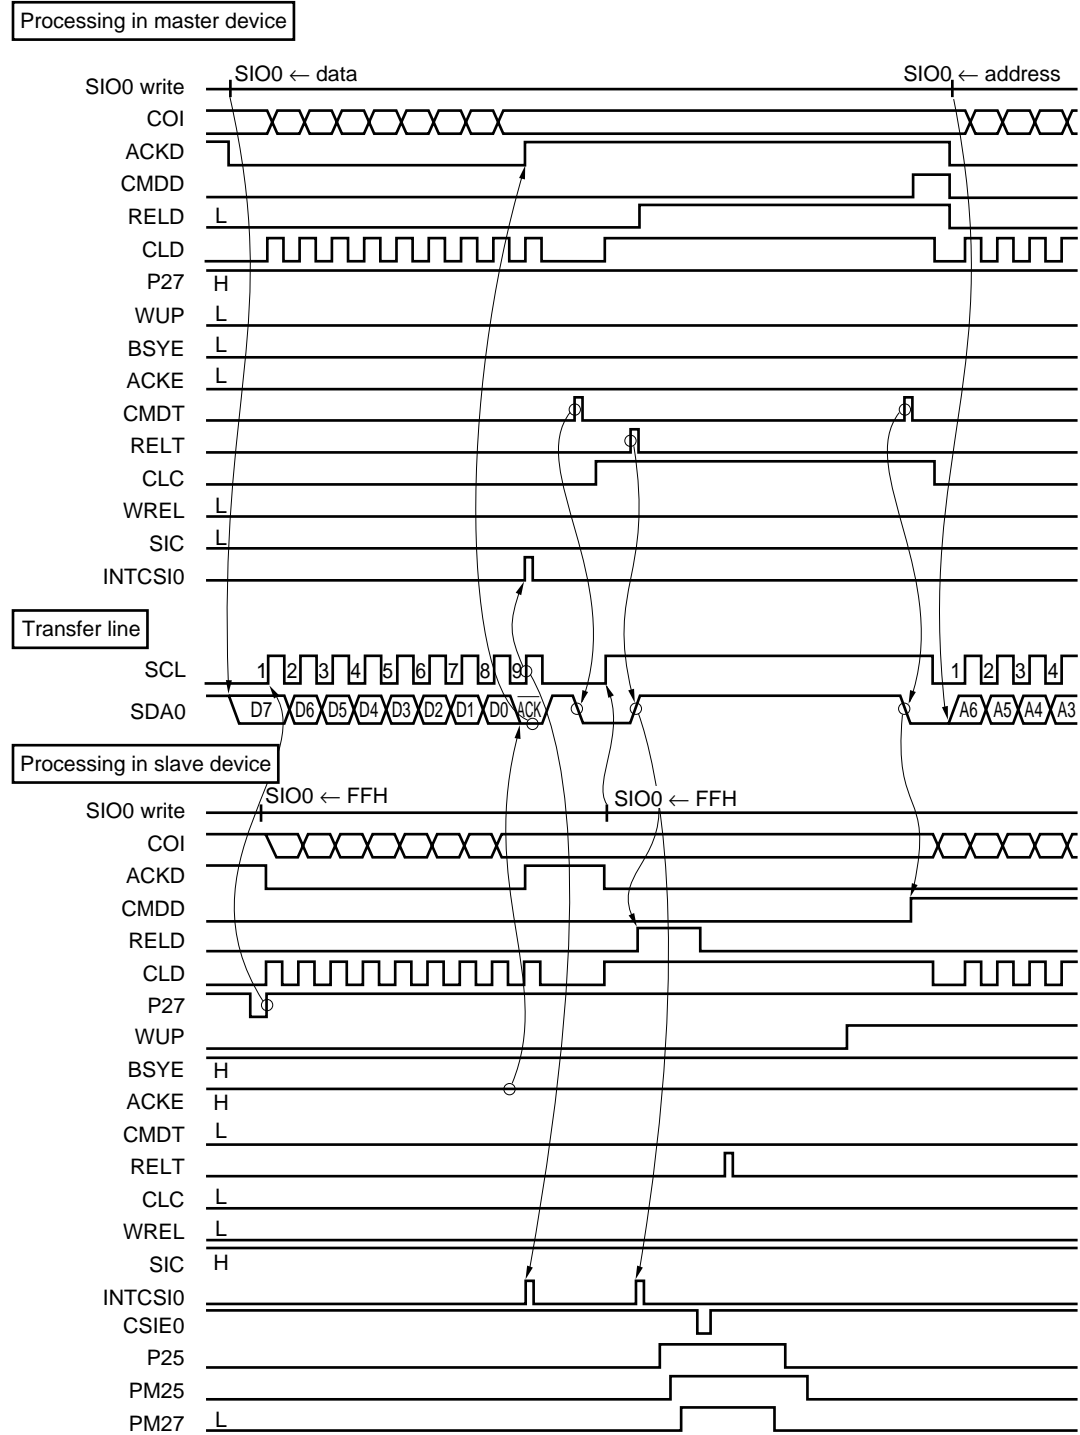 Processing in master device
SIO0 write SIO0 ← data SIO0 ← address
COI
ACKD
CMDD
RELD L
CLD
P27 H
WUP L
BSYE L
ACKE L
CMDT
RELT
CLC
WREL L
SIC L
INTCSI0
Transfer line
SCL 1 2 3 4 5 6 7 8 9 1 2 3 4
SDA0 D7 D6 D5 D4 D3 D2 D1 D0 ACK A6 A5 A4 A3
Processing in slave device
SIO0 write SIO0 ← FFH SIO0 ← FFH
COI
ACKD
CMDD
RELD
CLD
P27
WUP
BSYE H
ACKE H
CMDT L
RELT
CLC L
WREL L
SIC H
INTCSI0
CSIE0
P25
PM25
PM27 L